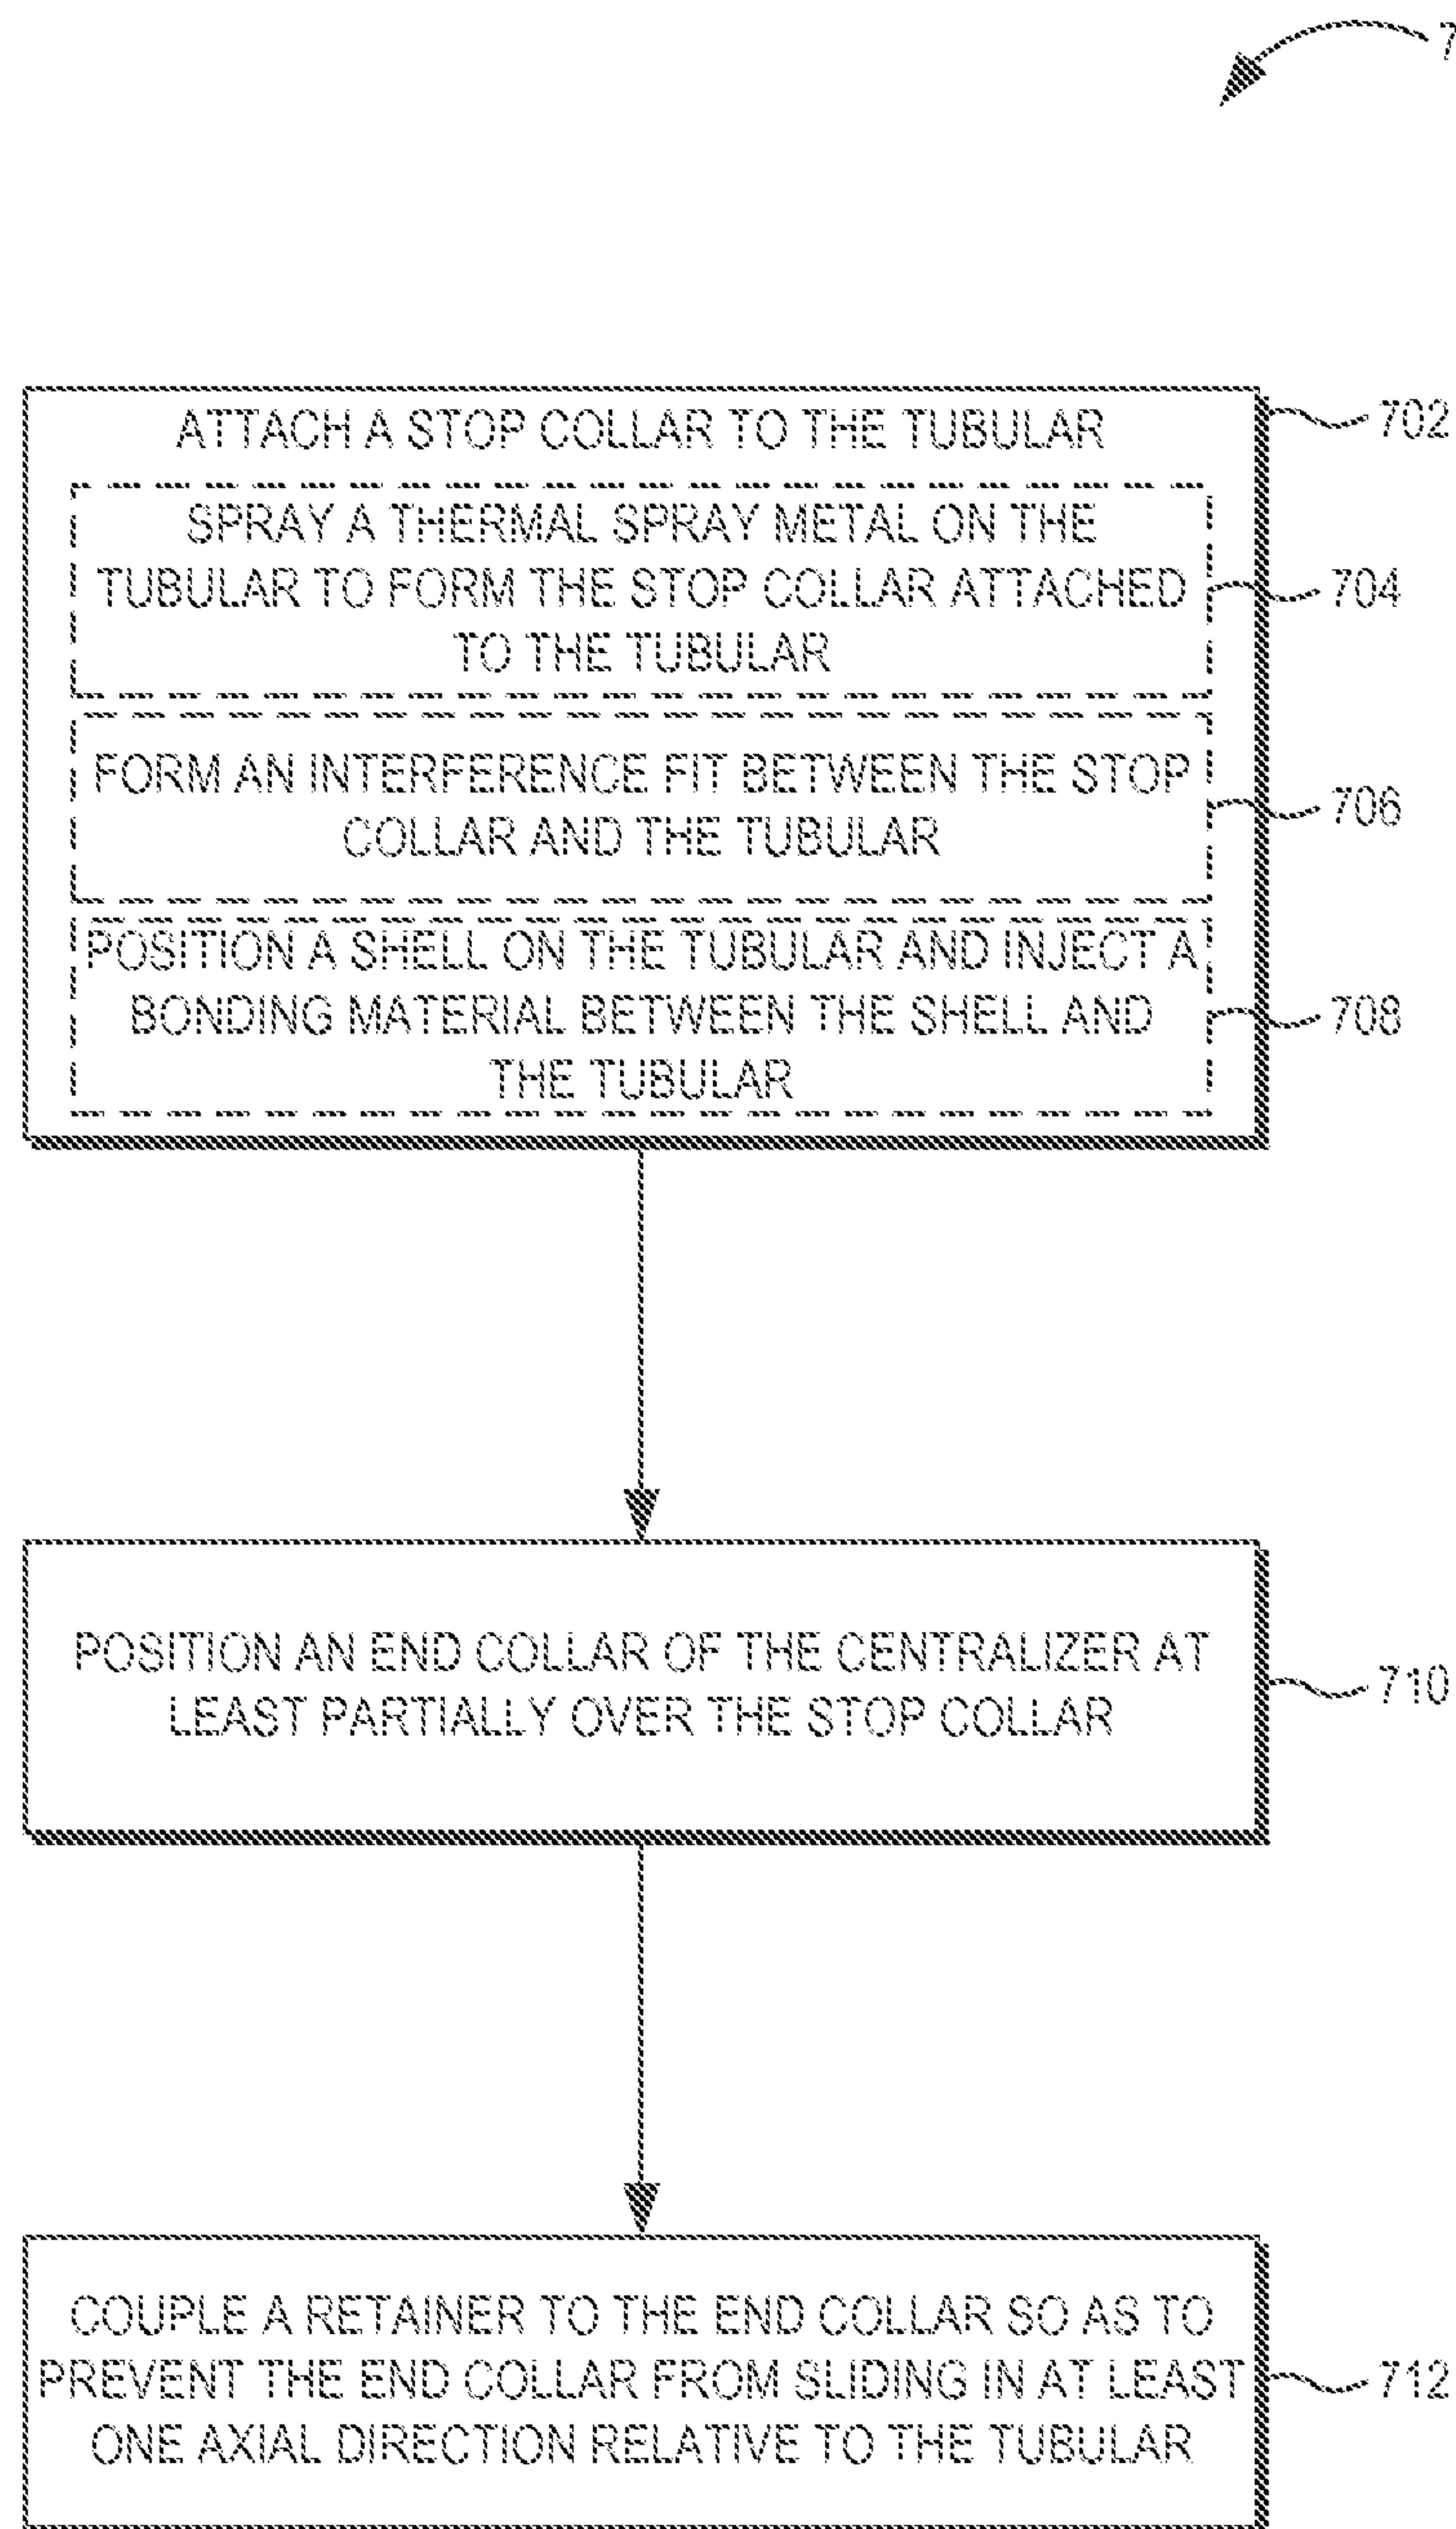 ATTACH A STOP COLLAR TO THE TUBULAR
702
SPRAY A THERMAL SPRAY METAL ON THE
TUBULAR TO FORM THE STOP COLLAR ATTACHED
TO THE TUBULAR
704
FORM AN INTERFERENCE FIT BETWEEN THE STOP
COLLAR AND THE TUBULAR
706
POSITION A SHELL ON THE TUBULAR AND INJECT A
BONDING MATERIAL BETWEEN THE SHELL AND
THE TUBULAR
708
POSITION AN END COLLAR OF THE CENTRALIZER AT
LEAST PARTIALLY OVER THE STOP COLLAR
710
COUPLE A RETAINER TO THE END COLLAR SO AS TO
PREVENT THE END COLLAR FROM SLIDING IN AT LEAST
ONE AXIAL DIRECTION RELATIVE TO THE TUBULAR
712